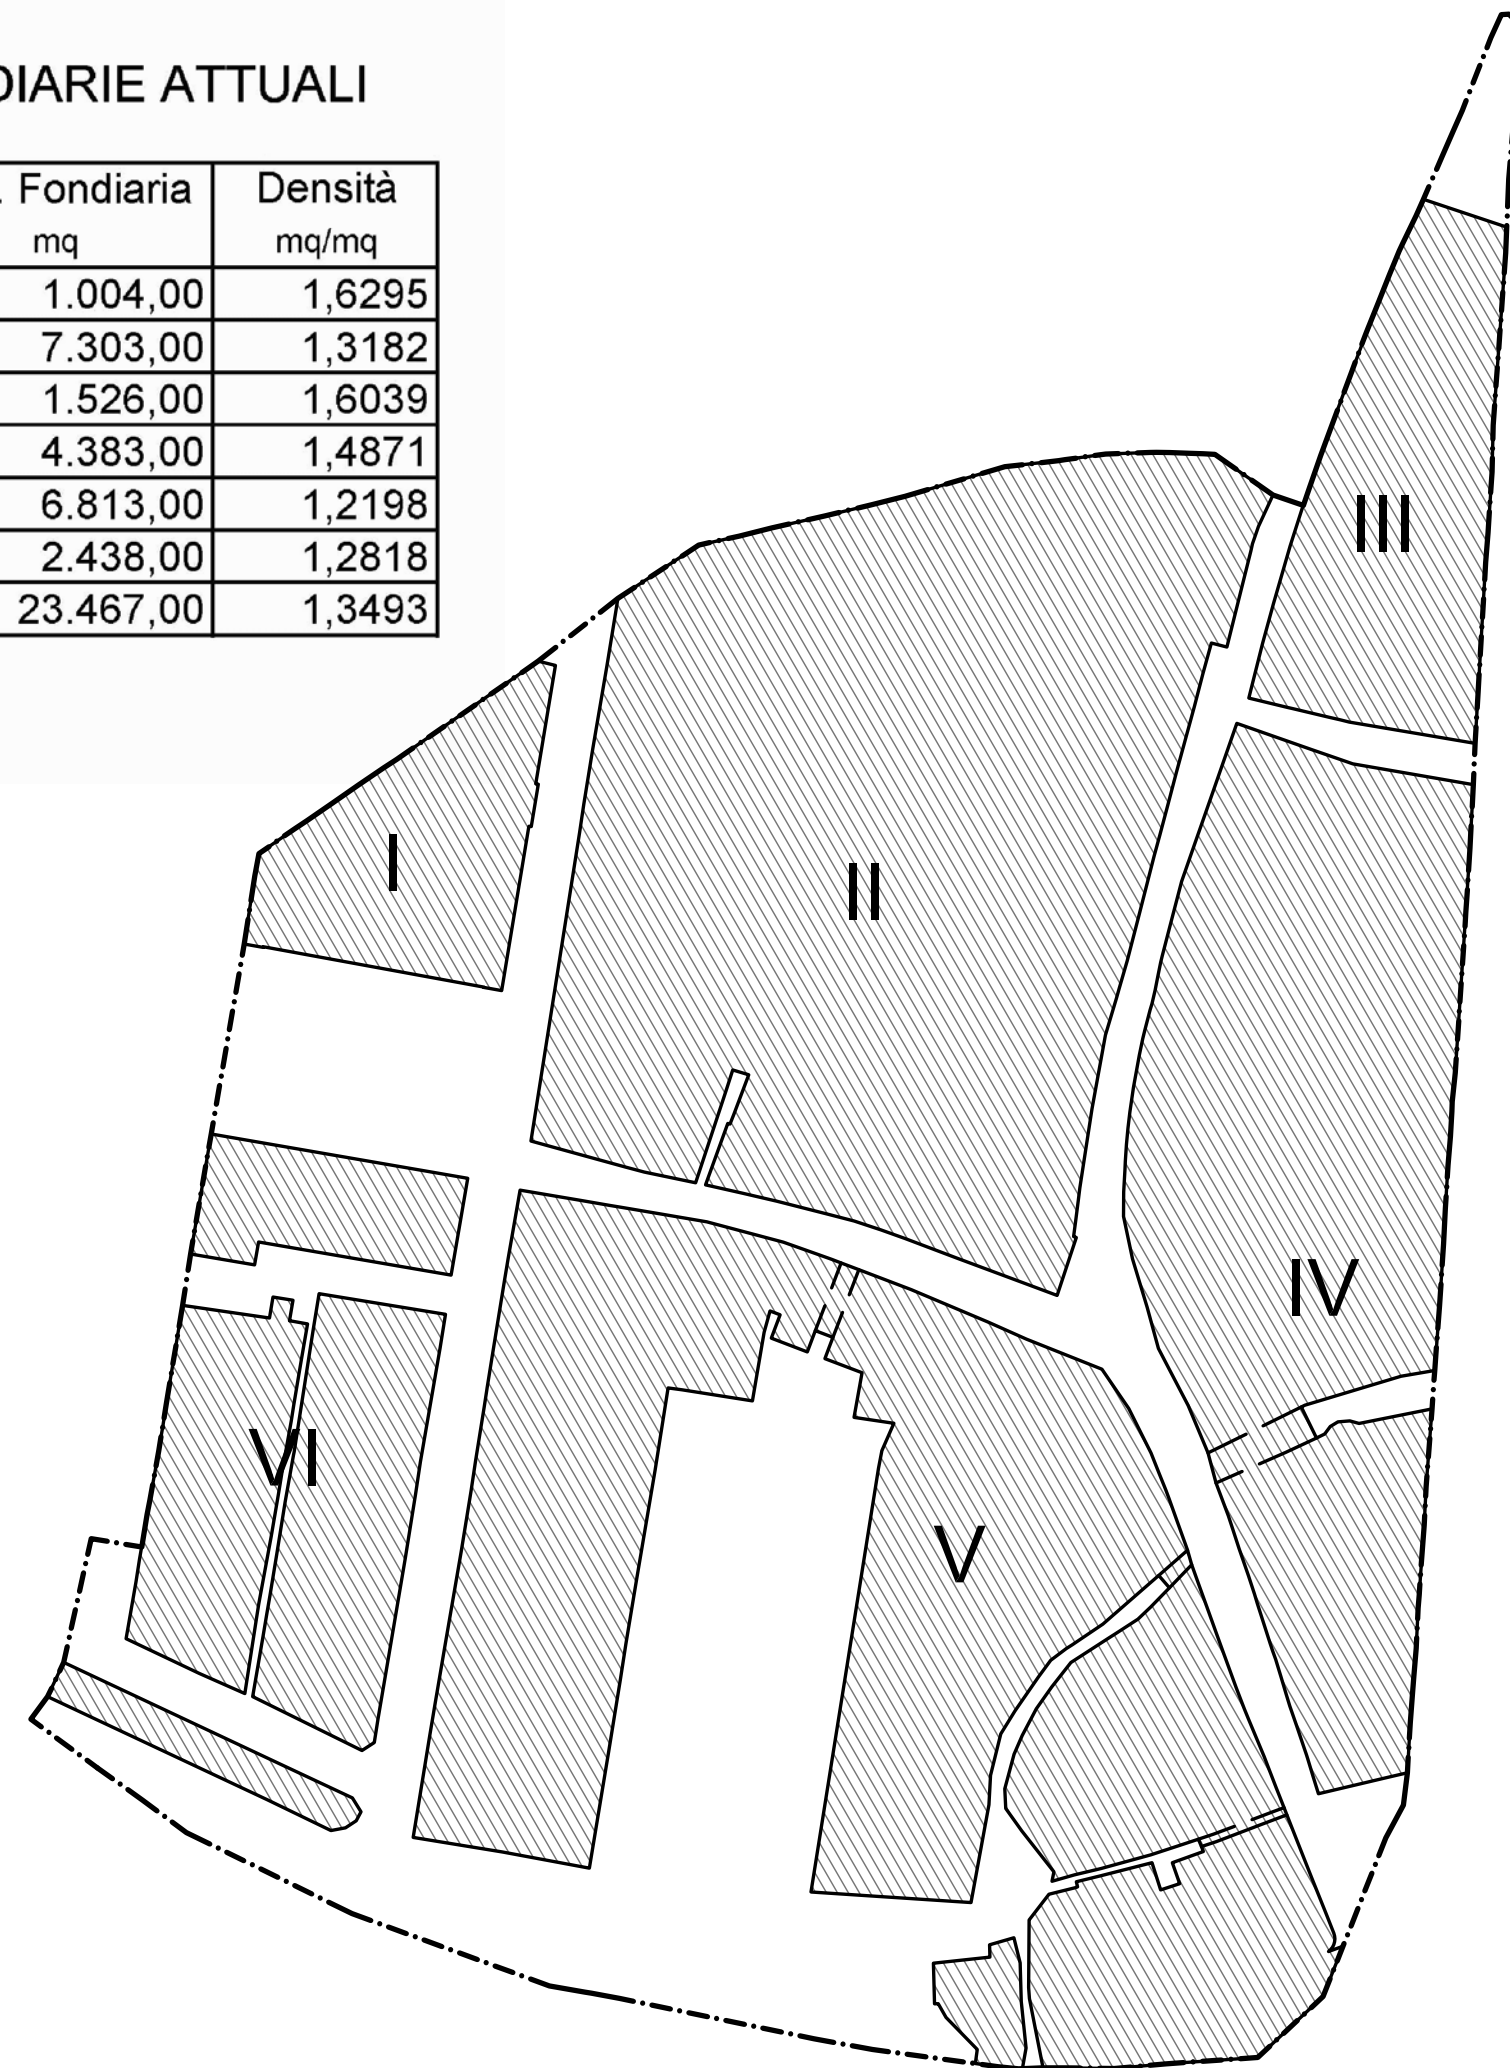 DIARIE ATTUALI
. Fondiaria Densità
mq mq/mq
1.004,00 1,6295
7.303,00 1,3182
1.526,00 1,6039
4.383,00 1,4871
6.813,00 1,2198
2.438,00 1,2818
23.467,00 1,3493
III
I
II
IV
VI
V